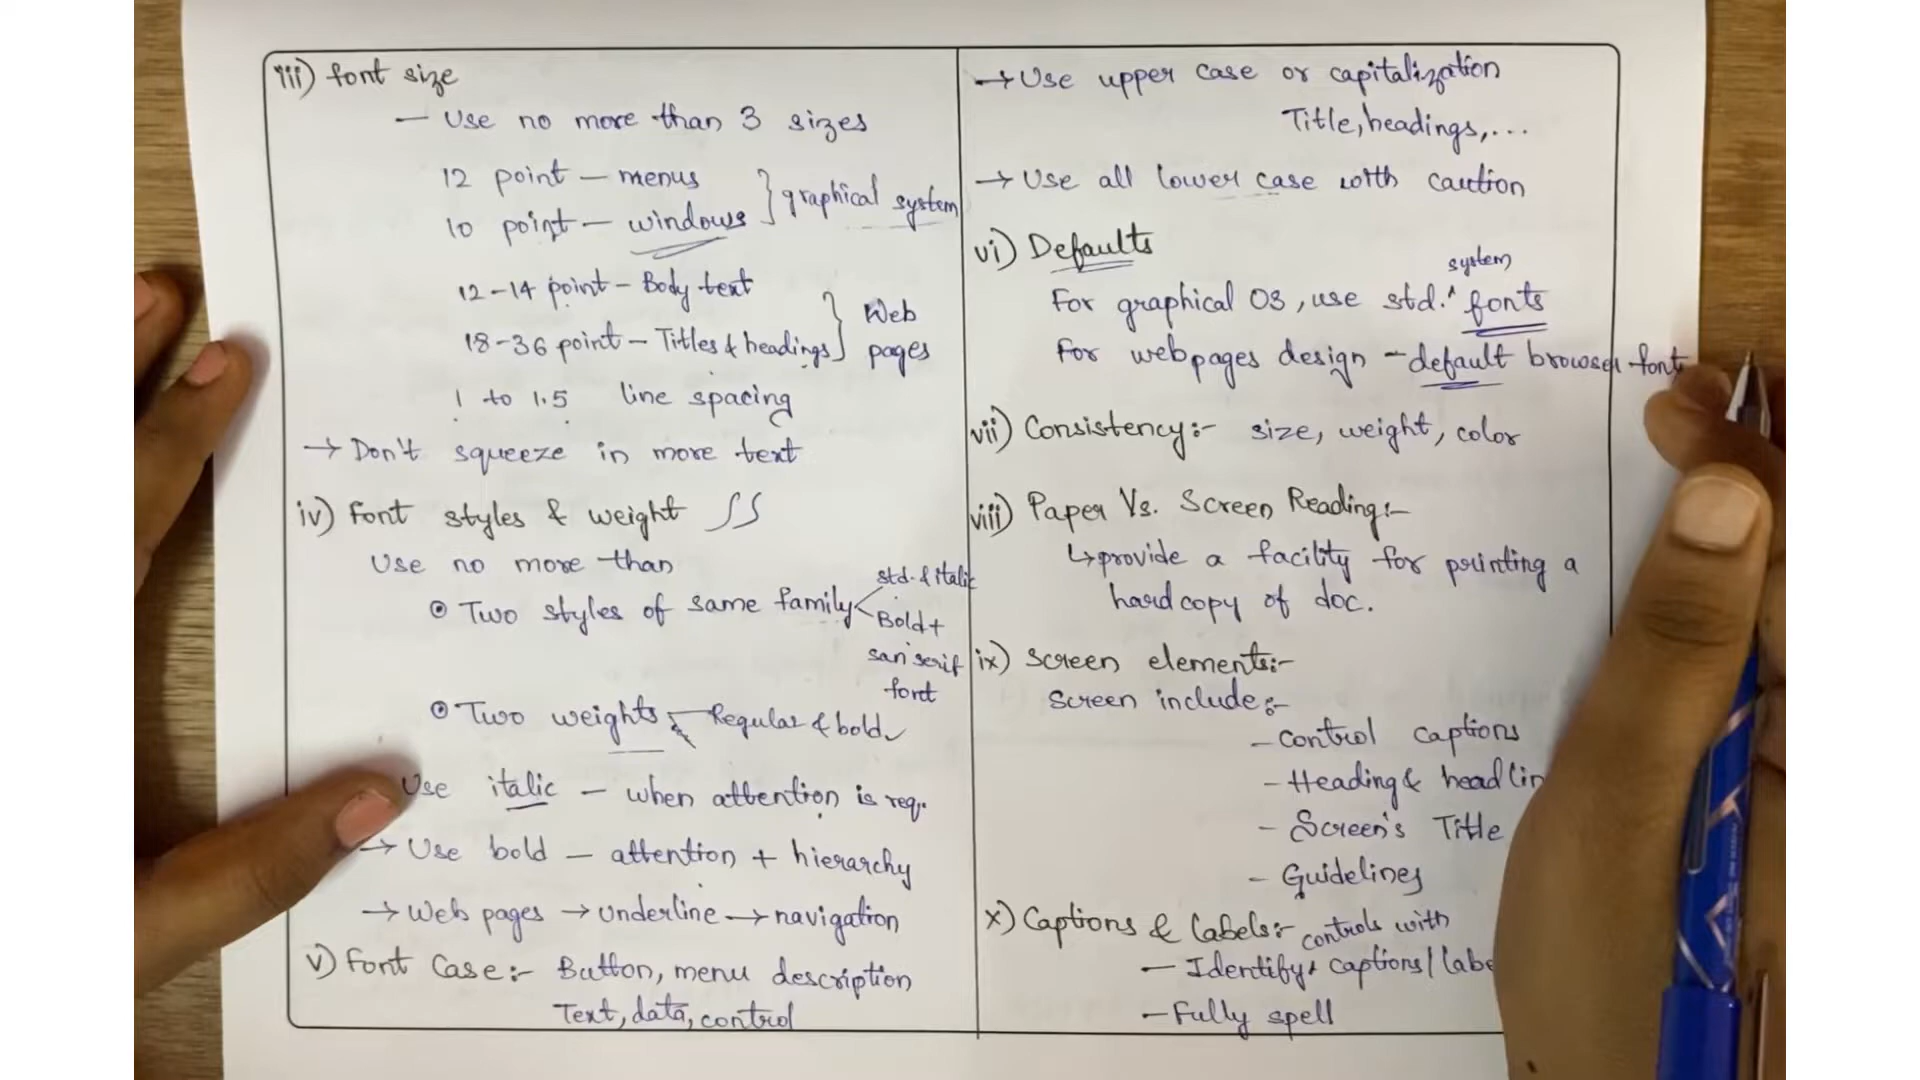 iii) font size
— Use no more than 3 sizes
12 point — menus
10 point — windows
graphical system
12-14 point - Body text
18-36 point - Titles & headings
Web pages
1 to 1.5 line spacing
→ Don't squeeze in more text
iv) Font styles & weight
Use no more than
Two styles of same family
std. & italic
Bold +
san serif
font
Two weights Regular & bold
Use italic — when attention is req.
→ Use bold — attention + hierarchy
→ Web pages → underline → navigation
v) Font Case:- Button, menu description
Text, data, control
→ Use upper case or capitalization
Title, headings, ...
→ Use all lower case with caution
vi) Defaults
For graphical OS, use std. ^ system fonts
For webpages design - default browser font
vii) Consistency:- size, weight, color
viii) Paper Vs. Screen Reading:-
↳ provide a facility for printing a
hard copy of doc.
ix) Screen elements:-
Screen include:-
- Control captions
- Heading & headlin
- Screen's Title
- Guidelines
x) Captions & Labels:- controls with
— Identify captions / labe
— Fully spell